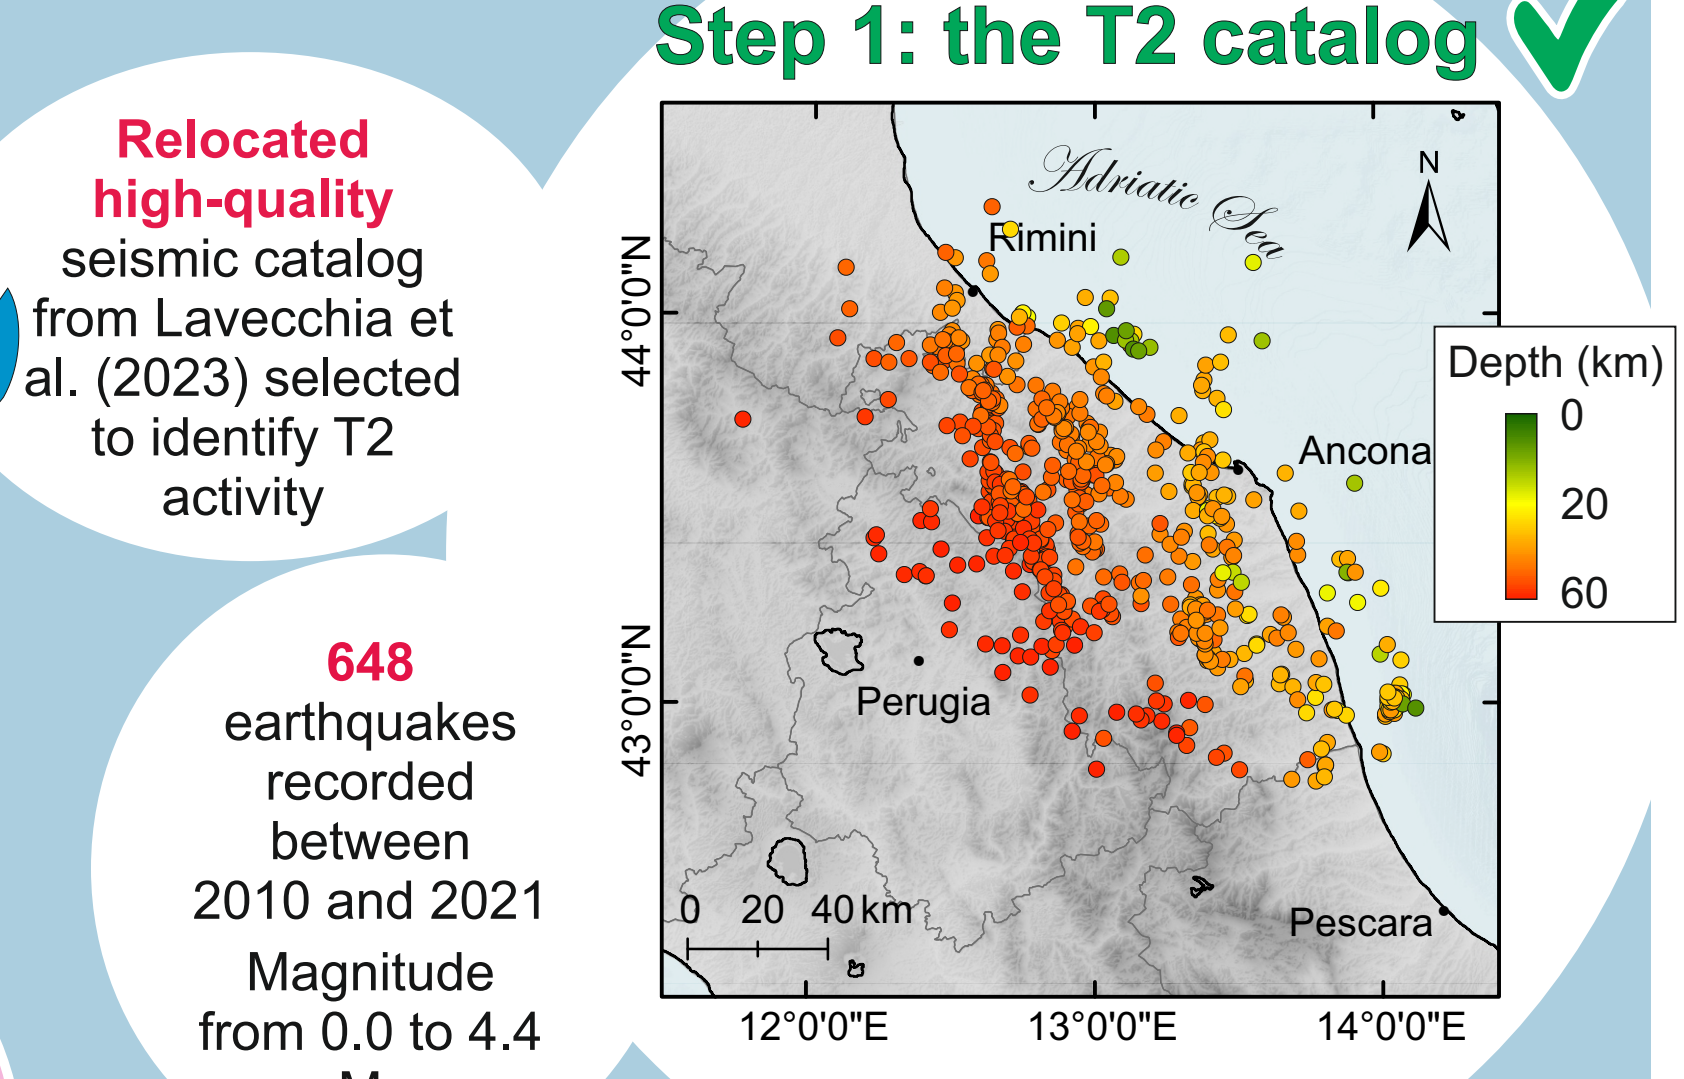 Step 1: the T2 catalog
Relocated
high-quality
seismic catalog
from Lavecchia et
al. (2023) selected
to identify T2
activity
648
earthquakes
recorded
between
2010 and 2021
Magnitude
from 0.0 to 4.4
Adriatic Sea
N
Rimini
Ancona
Perugia
Pescara
44°0'0"N
43°0'0"N
0 20 40 km
12°0'0"E 13°0'0"E 14°0'0"E
Depth (km)
0
20
60